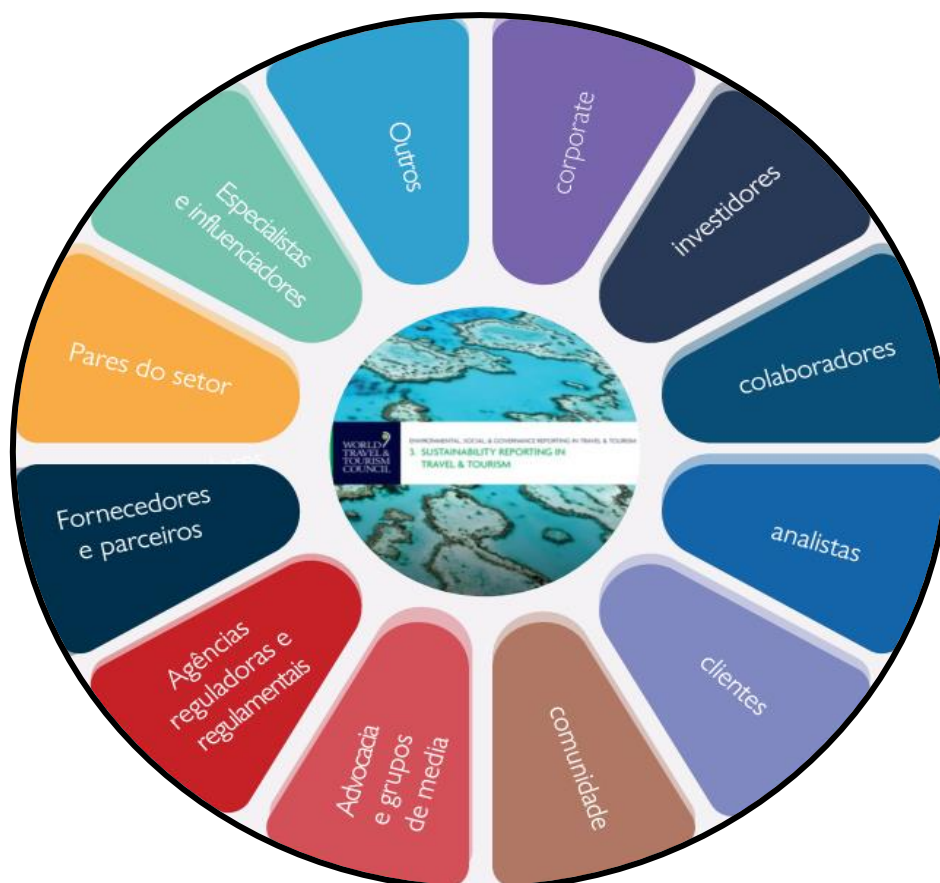 corporate
investidores
colaboradores
analistas
clientes
comunidade
Advocacia
e grupos
de media
Agências
reguladoras e
regulamentais
Fornecedores
e parceiros
Pares do setor
Especialistas
e influenciadores
Outros
WORLD
TRAVEL &
TOURISM
COUNCIL
ENVIRONMENTAL, SOCIAL, & GOVERNANCE REPORTING IN TRAVEL & TOURISM
3. SUSTAINABILITY REPORTING IN
TRAVEL & TOURISM